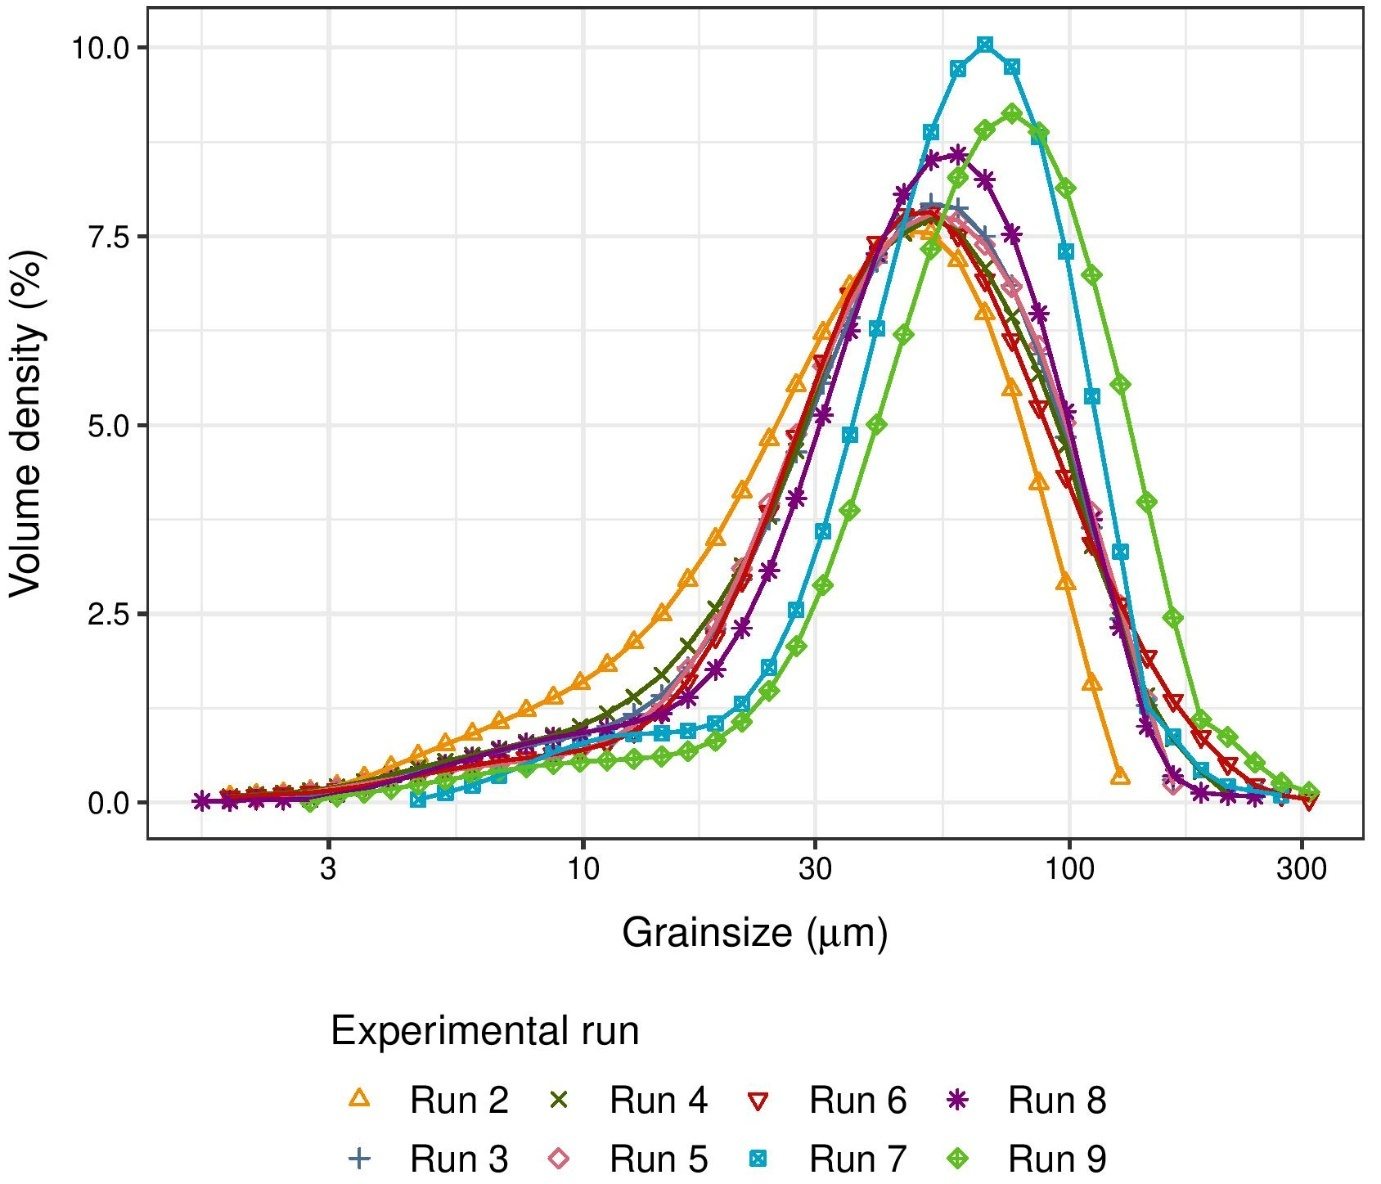 10.0
7.5
5.0
2.5
0.0
Volume density (%)
3 10 30 100 300
Grainsize (μm)
Experimental run
Run 2 Run 4 Run 6 Run 8
Run 3 Run 5 Run 7 Run 9